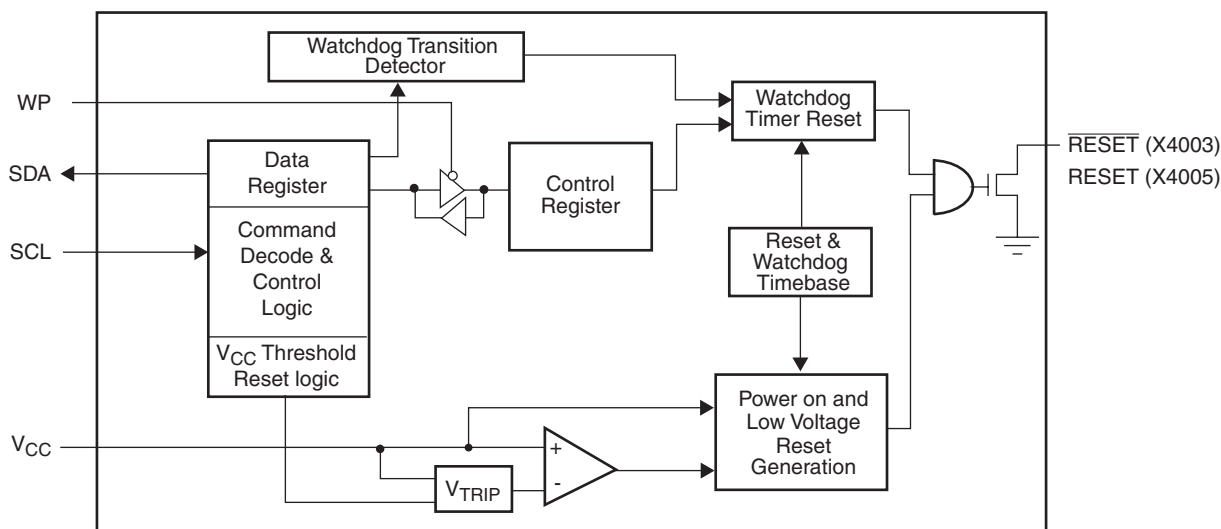 Watchdog Transition
Detector
WP
Watchdog
Timer Reset
RESET (X4003)
RESET (X4005)
SDA
Data
Register
Control
Register
SCL
Command
Decode &
Control
Logic
Reset &
Watchdog
Timebase
VCC Threshold
Reset logic
Power on and
Low Voltage
Reset
Generation
VCC
+
-
VTRIP